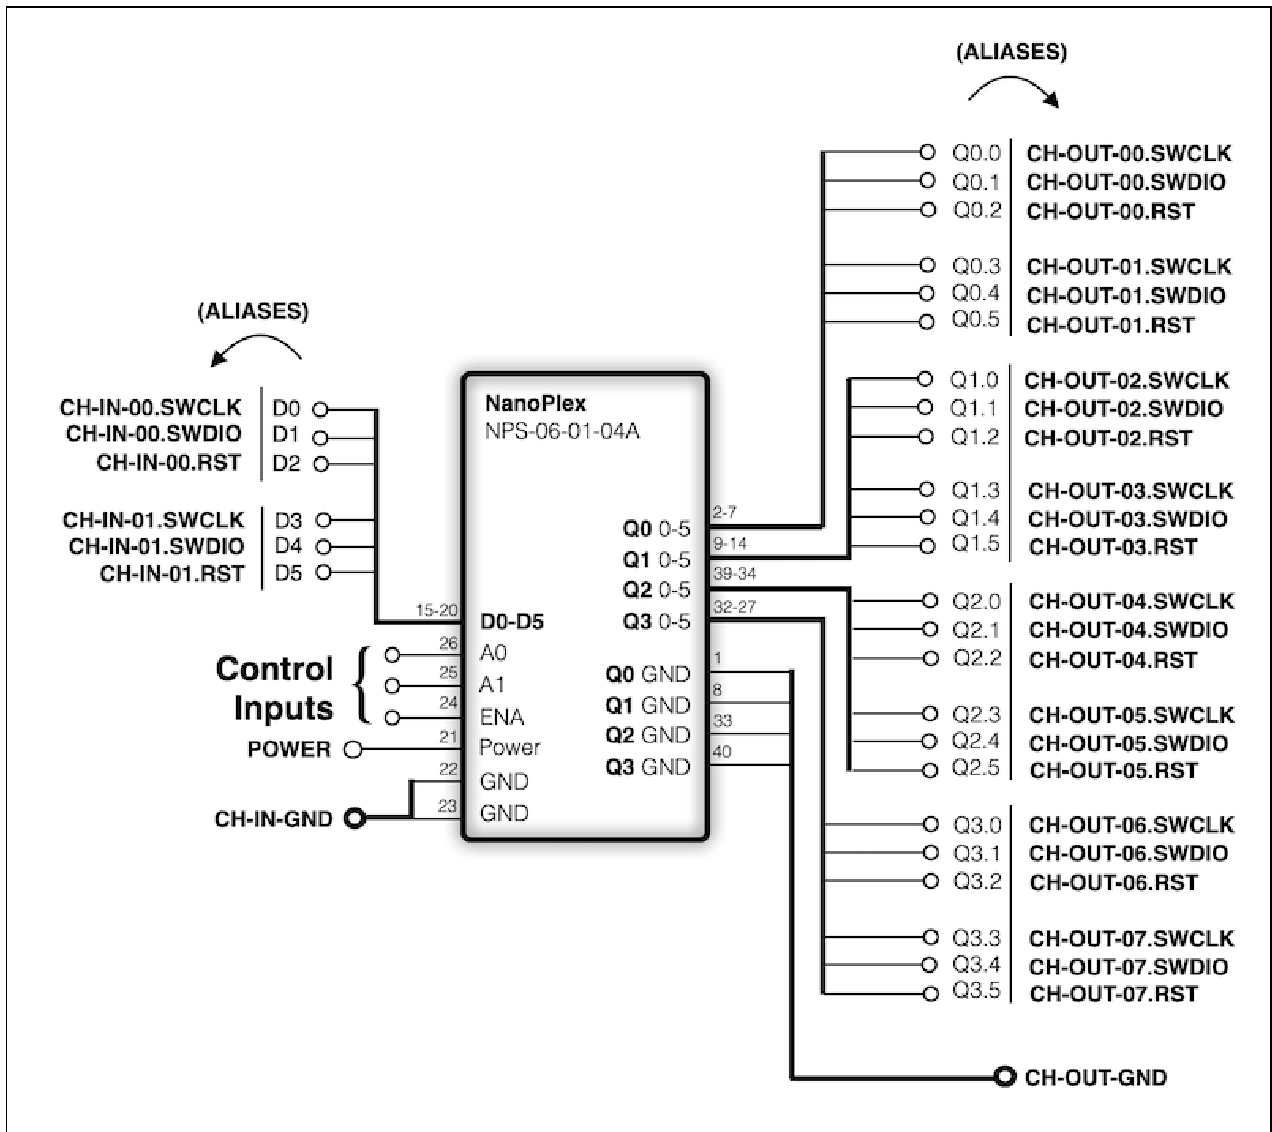 (ALIASES)
CH-IN-00.SWCLK D0
CH-IN-00.SWDIO D1
CH-IN-00.RST D2
CH-IN-01.SWCLK D3
CH-IN-01.SWDIO D4
CH-IN-01.RST D5
Control
Inputs
POWER
CH-IN-GND
15-20
26
25
24
21
22
23
NanoPlex
NPS-06-01-04A
D0-D5
A0
A1
ENA
Power
GND
GND
Q0 0-5
Q1 0-5
Q2 0-5
Q3 0-5
Q0 GND
Q1 GND
Q2 GND
Q3 GND
2-7
9-14
39-34
32-27
1
8
33
40
(ALIASES)
Q0.0 CH-OUT-00.SWCLK
Q0.1 CH-OUT-00.SWDIO
Q0.2 CH-OUT-00.RST
Q0.3 CH-OUT-01.SWCLK
Q0.4 CH-OUT-01.SWDIO
Q0.5 CH-OUT-01.RST
Q1.0 CH-OUT-02.SWCLK
Q1.1 CH-OUT-02.SWDIO
Q1.2 CH-OUT-02.RST
Q1.3 CH-OUT-03.SWCLK
Q1.4 CH-OUT-03.SWDIO
Q1.5 CH-OUT-03.RST
Q2.0 CH-OUT-04.SWCLK
Q2.1 CH-OUT-04.SWDIO
Q2.2 CH-OUT-04.RST
Q2.3 CH-OUT-05.SWCLK
Q2.4 CH-OUT-05.SWDIO
Q2.5 CH-OUT-05.RST
Q3.0 CH-OUT-06.SWCLK
Q3.1 CH-OUT-06.SWDIO
Q3.2 CH-OUT-06.RST
Q3.3 CH-OUT-07.SWCLK
Q3.4 CH-OUT-07.SWDIO
Q3.5 CH-OUT-07.RST
CH-OUT-GND